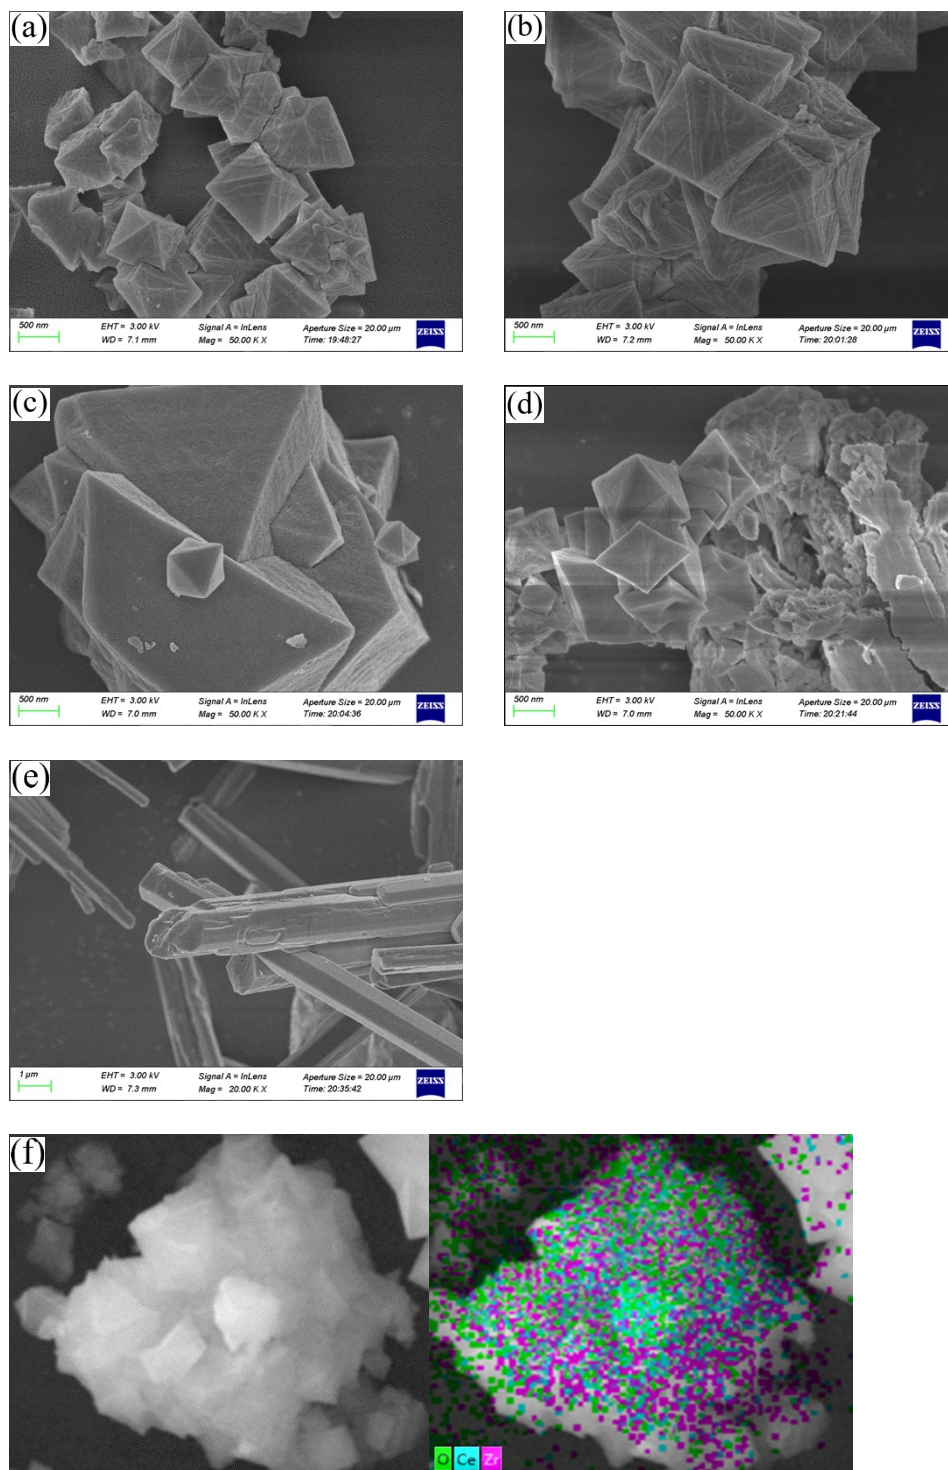 (a)
500 nm
EHT = 3.00 kV
WD = 7.1 mm
Signal A = InLens
Mag = 50.00 K X
Aperture Size = 20.00 µm
Time: 19:48:27
ZEISS
(b)
500 nm
EHT = 3.00 kV
WD = 7.2 mm
Signal A = InLens
Mag = 50.00 K X
Aperture Size = 20.00 µm
Time: 20:01:28
ZEISS
(c)
500 nm
EHT = 3.00 kV
WD = 7.0 mm
Signal A = InLens
Mag = 50.00 K X
Aperture Size = 20.00 µm
Time: 20:04:36
ZEISS
(d)
500 nm
EHT = 3.00 kV
WD = 7.0 mm
Signal A = InLens
Mag = 50.00 K X
Aperture Size = 20.00 µm
Time: 20:21:44
ZEISS
(e)
1 µm
EHT = 3.00 kV
WD = 7.3 mm
Signal A = InLens
Mag = 20.00 K X
Aperture Size = 20.00 µm
Time: 20:35:42
ZEISS
(f)
O Ce Zr